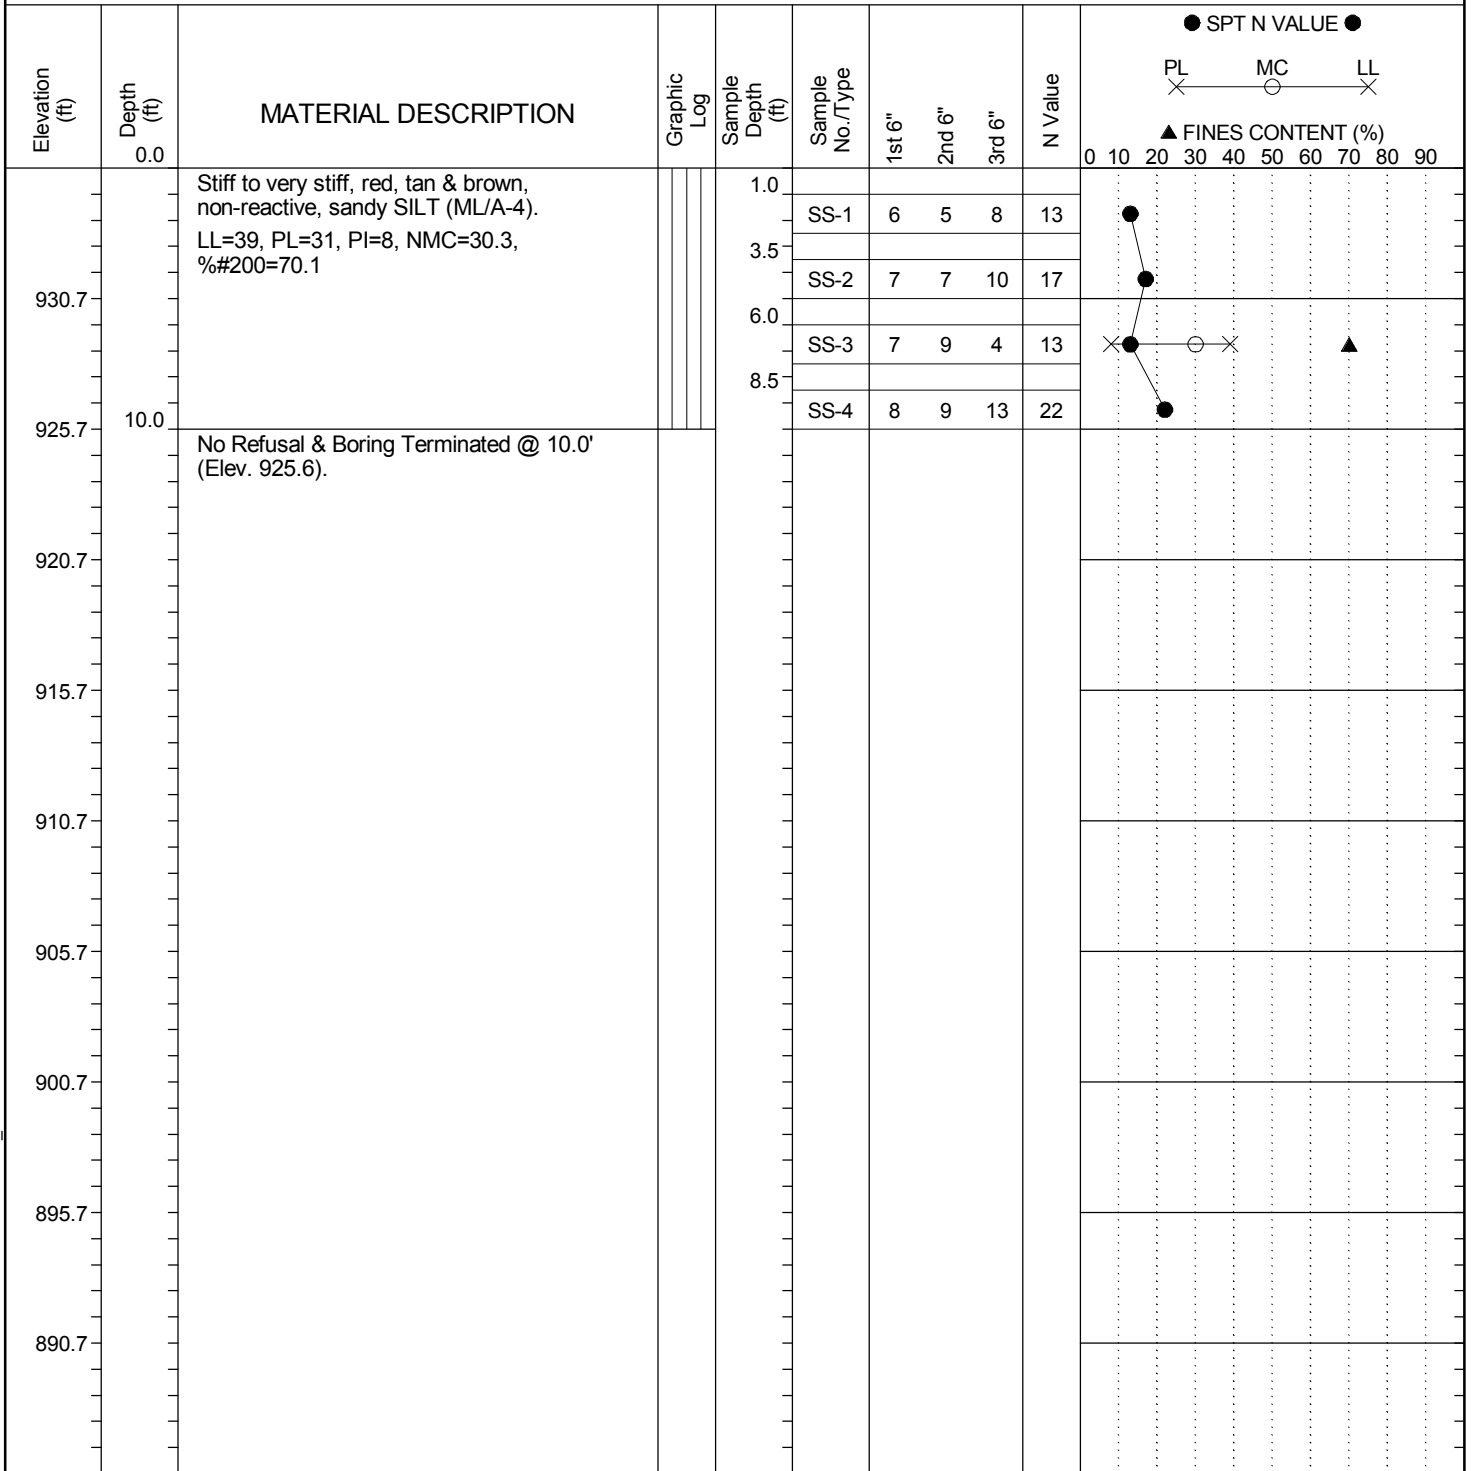 ● SPT N VALUE ●
PL MC LL
▲ FINES CONTENT (%)
0 10 20 30 40 50 60 70 80 90
Elevation
(ft)
Depth
(ft)
0.0
MATERIAL DESCRIPTION
Graphic
Log
Sample
Depth
(ft)
Sample
No./Type
1st 6"
2nd 6"
3rd 6"
N Value
Stiff to very stiff, red, tan & brown,
non-reactive, sandy SILT (ML/A-4).
LL=39, PL=31, PI=8, NMC=30.3,
%#200=70.1
1.0
SS-1 6 5 8 13
3.5
SS-2 7 7 10 17
930.7
6.0
SS-3 7 9 4 13
8.5
SS-4 8 9 13 22
10.0
925.7
No Refusal & Boring Terminated @ 10.0'
(Elev. 925.6).
920.7
915.7
910.7
905.7
900.7
895.7
890.7